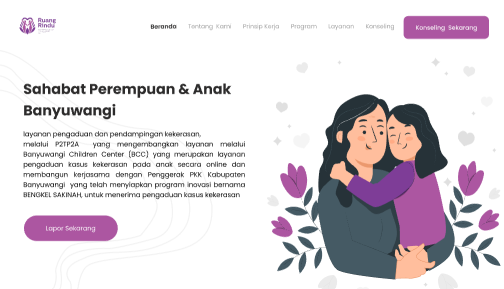 Ruang
Rindu
Beranda
Tentang Kami
Prinsip Kerja
Program
Layanan
Konseling
Konseling Sekarang
Sahabat Perempuan & Anak
Banyuwangi
layanan pengaduan dan pendampingan kekerasan,
melalui P2TP2A yang mengembangkan layanan melalui
Banyuwangi Children Center (BCC) yang merupakan layanan
pengaduan kasus kekerasan pada anak secara online dan
membangun kerjasama dengan Penggerak PKK Kabupaten
Banyuwangi yang telah menyiapkan program inovasi bernama
BENGKEL SAKINAH, untuk menerima pengaduan kasus kekerasan
Lapor Sekarang